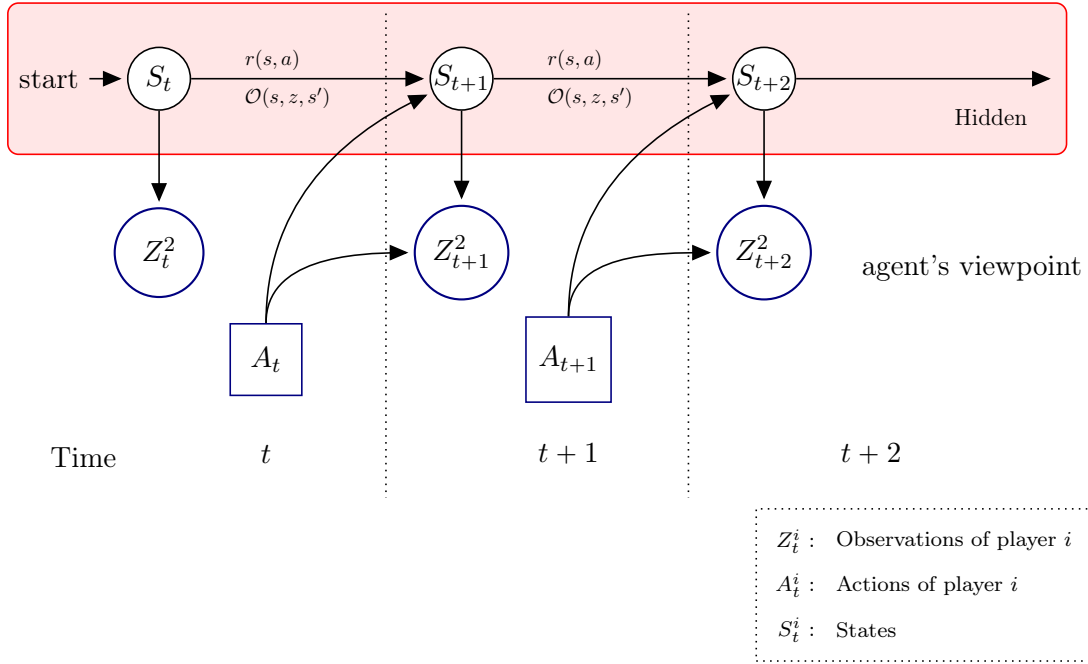 start S_t r(s, a) S_{t+1} r(s, a) S_{t+2}
𝒪(s, z, s′) 𝒪(s, z, s′)
Hidden
Z_t^2 Z_{t+1}^2 Z_{t+2}^2 agent's viewpoint
A_t A_{t+1}
Time t t + 1 t + 2
Z_t^i : Observations of player i
A_t^i : Actions of player i
S_t^i : States